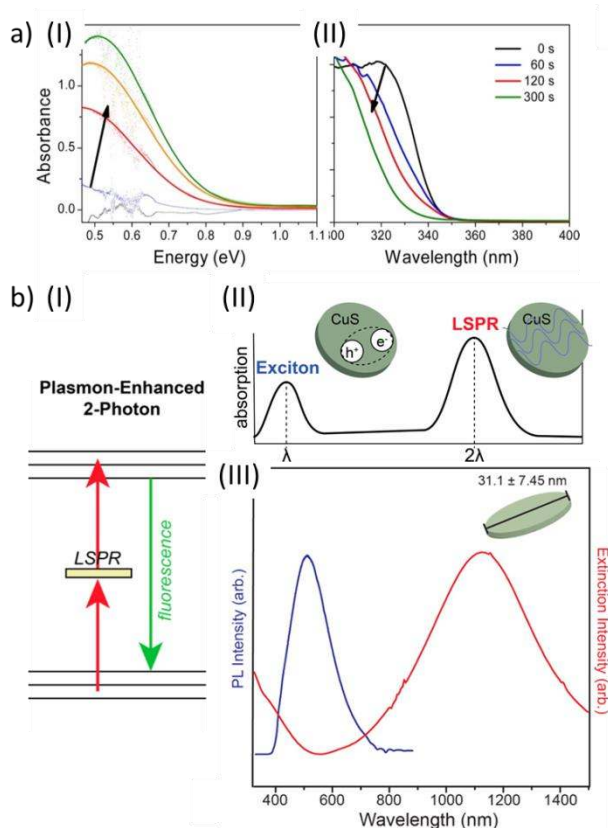 a) (I)
(II)
0 s
60 s
120 s
300 s
Absorbance
1.0
0.5
0.0
0.5 0.6 0.7 0.8 0.9 1.0 1.1
Energy (eV)
320 340 360 380 400
Wavelength (nm)
b) (I)
(II)
Plasmon-Enhanced
2-Photon
LSPR
fluorescence
absorption
Exciton
CuS
h+ e-
LSPR
CuS
λ 2λ
(III)
31.1 ± 7.45 nm
PL Intensity (arb.)
Extinction Intensity
(arb.)
400 600 800 1000 1200 1400
Wavelength (nm)